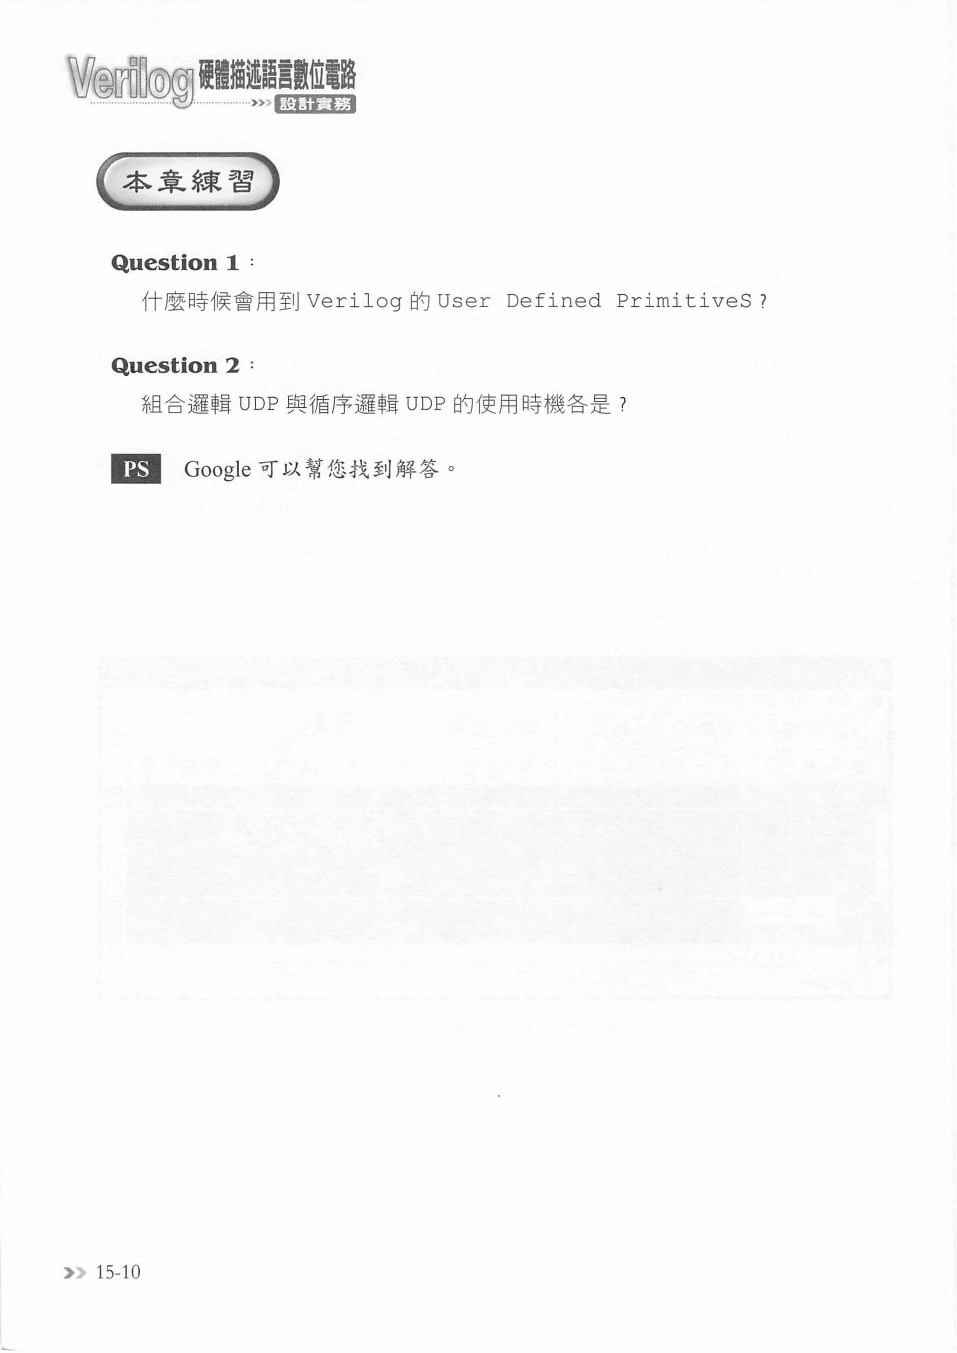 Verilog 硬體描述語言數位電路
設計實務
本章練習
Question 1：
什麼時候會用到 Verilog 的 User Defined PrimitiveS？
Question 2：
組合邏輯 UDP 與循序邏輯 UDP 的使用時機各是？
PS Google 可以幫您找到解答。
15-10